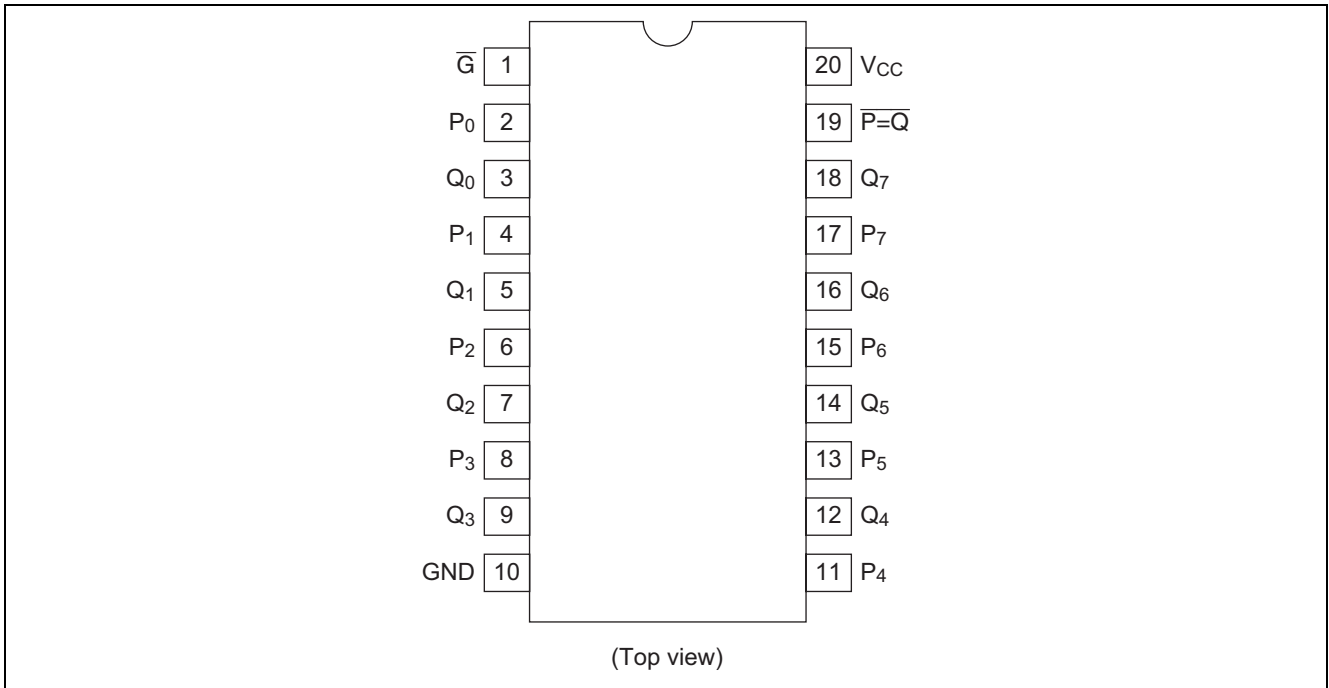 G̅ 1 20 VCC
P0 2 19 P̅=̅Q̅
Q0 3 18 Q7
P1 4 17 P7
Q1 5 16 Q6
P2 6 15 P6
Q2 7 14 Q5
P3 8 13 P5
Q3 9 12 Q4
GND 10 11 P4
(Top view)